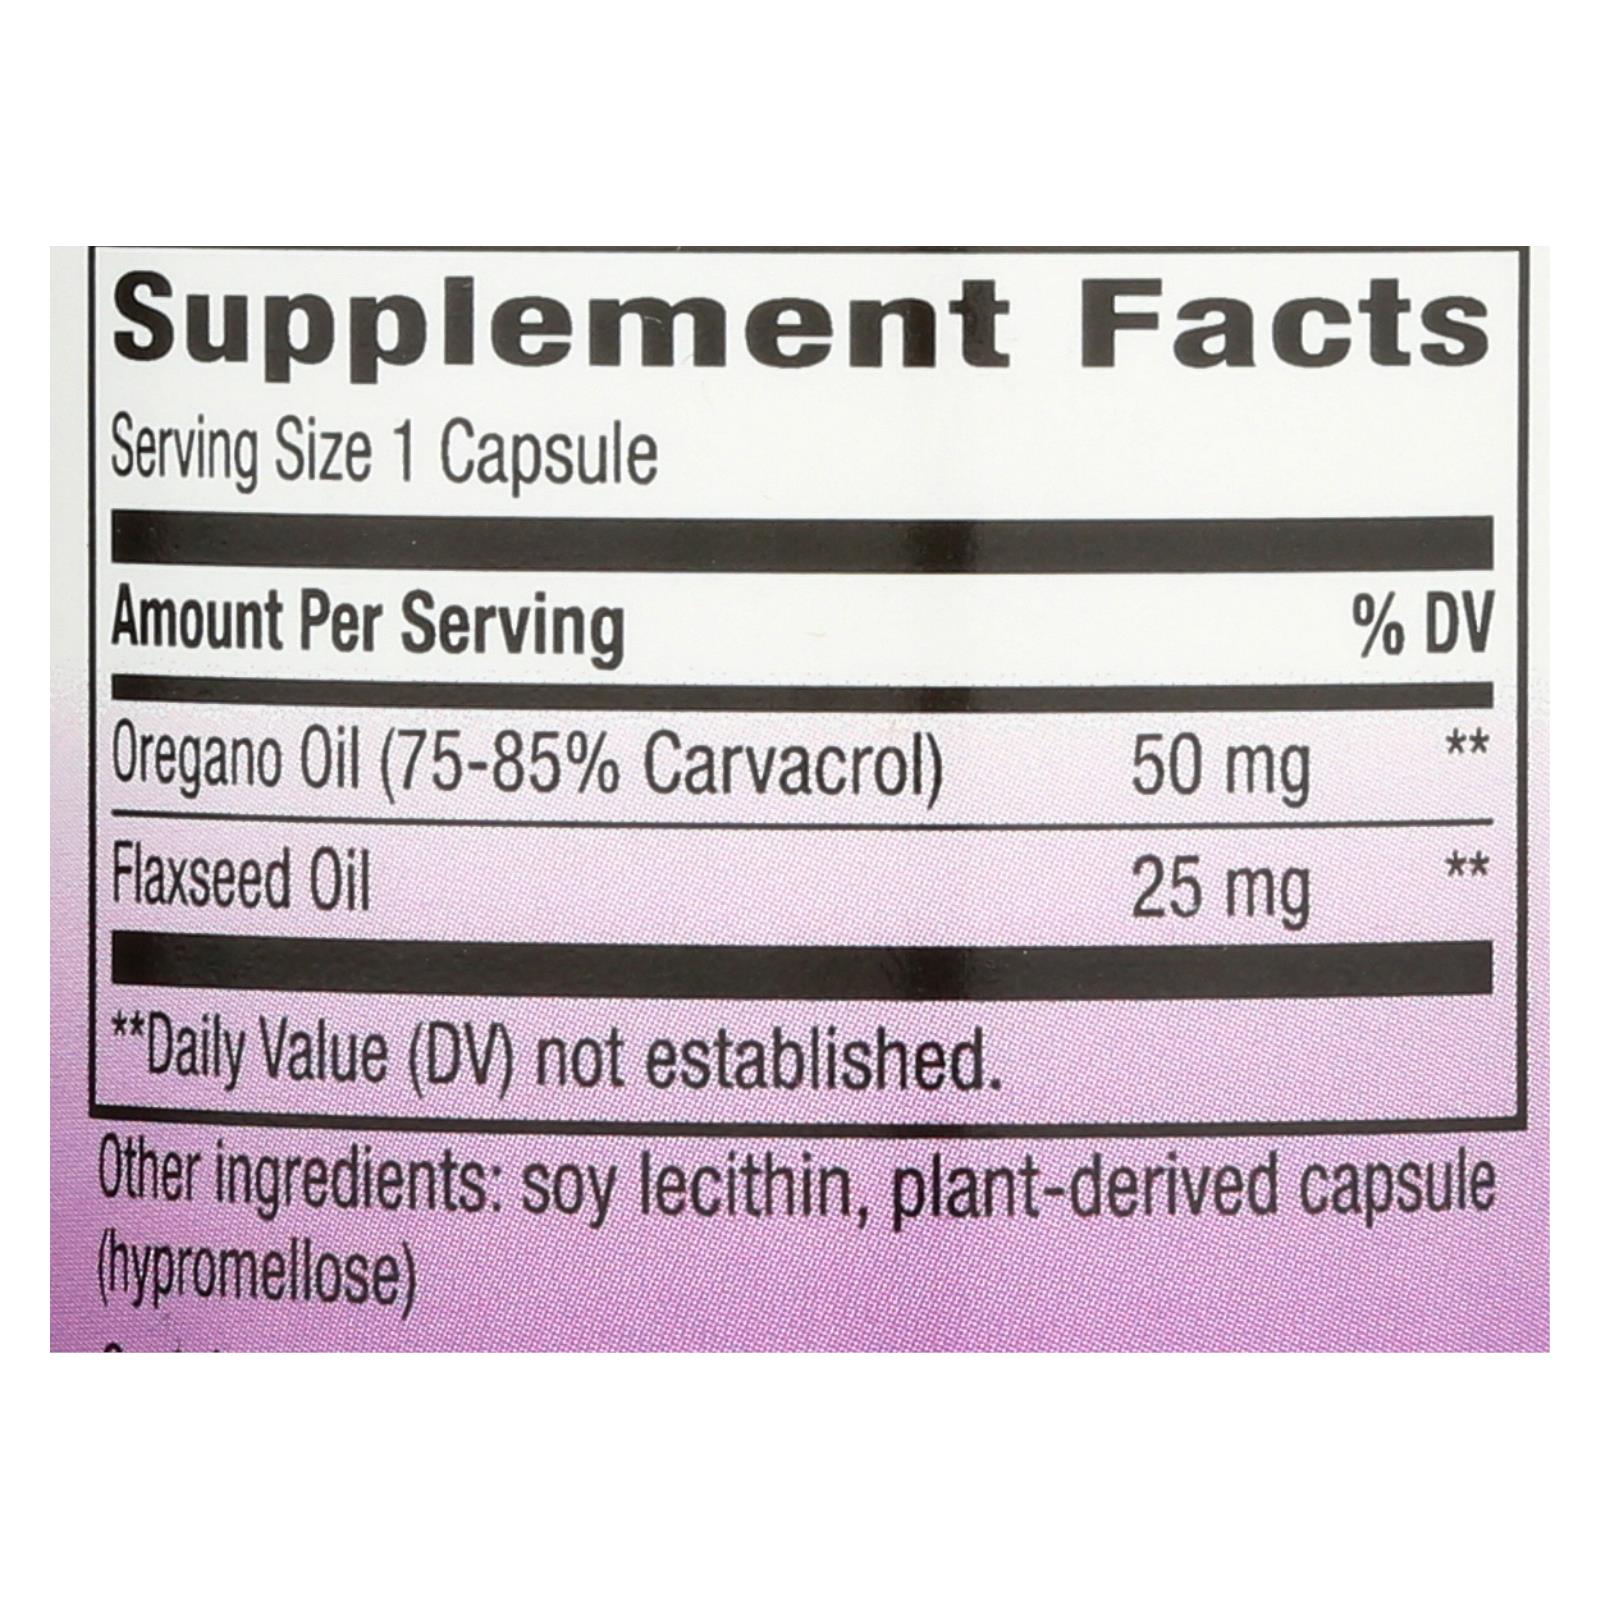 Supplement Facts
Serving Size 1 Capsule
Amount Per Serving % DV
Oregano Oil (75-85% Carvacrol) 50 mg **
Flaxseed Oil 25 mg **
**Daily Value (DV) not established.
Other ingredients: soy lecithin, plant-derived capsule
(hypromellose)